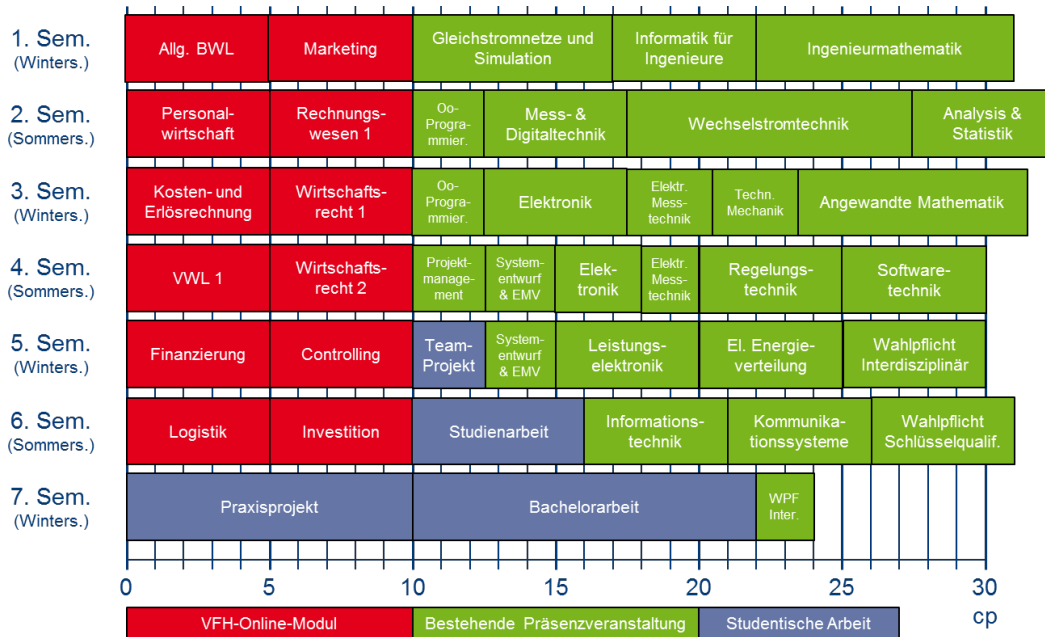 1. Sem.
(Winters.)
Allg. BWL
Marketing
Gleichstromnetze und
Simulation
Informatik für
Ingenieure
Ingenieurmathematik
2. Sem.
(Sommers.)
Personal-
wirtschaft
Rechnungs-
wesen 1
Oo-
Program-
mier.
Mess- &
Digitaltechnik
Wechselstromtechnik
Analysis &
Statistik
3. Sem.
(Winters.)
Kosten- und
Erlösrechnung
Wirtschafts-
recht 1
Oo-
Program-
mier.
Elektronik
Elektr.
Mess-
technik
Techn.
Mechanik
Angewandte Mathematik
4. Sem.
(Sommers.)
VWL 1
Wirtschafts-
recht 2
Projekt-
manage-
ment
System-
entwurf
& EMV
Elek-
tronik
Elektr.
Mess-
technik
Regelungs-
technik
Software-
technik
5. Sem.
(Winters.)
Finanzierung
Controlling
Team-
Projekt
System-
entwurf
& EMV
Leistungs-
elektronik
El. Energie-
verteilung
Wahlpflicht
Interdisziplinär
6. Sem.
(Sommers.)
Logistik
Investition
Studienarbeit
Informations-
technik
Kommunika-
tionssysteme
Wahlpflicht
Schlüsselqualif.
7. Sem.
(Winters.)
Praxisprojekt
Bachelorarbeit
WPF
Inter.
0 5 10 15 20 25 30
cp
VFH-Online-Modul
Bestehende Präsenzveranstaltung
Studentische Arbeit